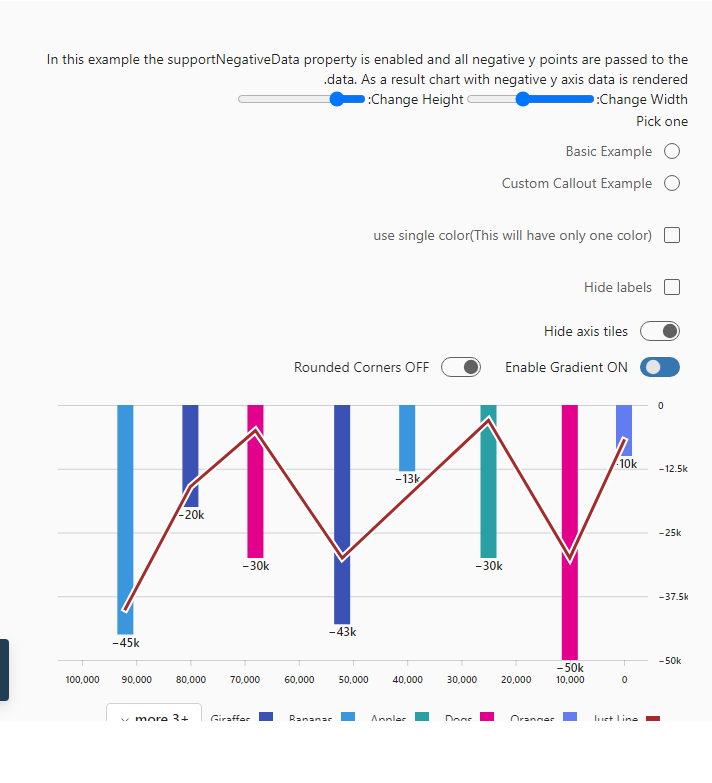 In this example the supportNegativeData property is enabled and all negative y points are passed to the
.data. As a result chart with negative y axis data is rendered
:Change Height :Change Width
Pick one
Basic Example
Custom Callout Example
use single color(This will have only one color)
Hide labels
Hide axis tiles
Rounded Corners OFF Enable Gradient ON
0
-10k
−12.5k
−13k
−20k
−25k
−30k −30k
−37.5k
−43k
−45k
−50k
−50k
100,000 90,000 80,000 70,000 60,000 50,000 40,000 30,000 20,000 10,000 0
more 3+ Giraffes Bananas Apples Dogs Oranges Just Line